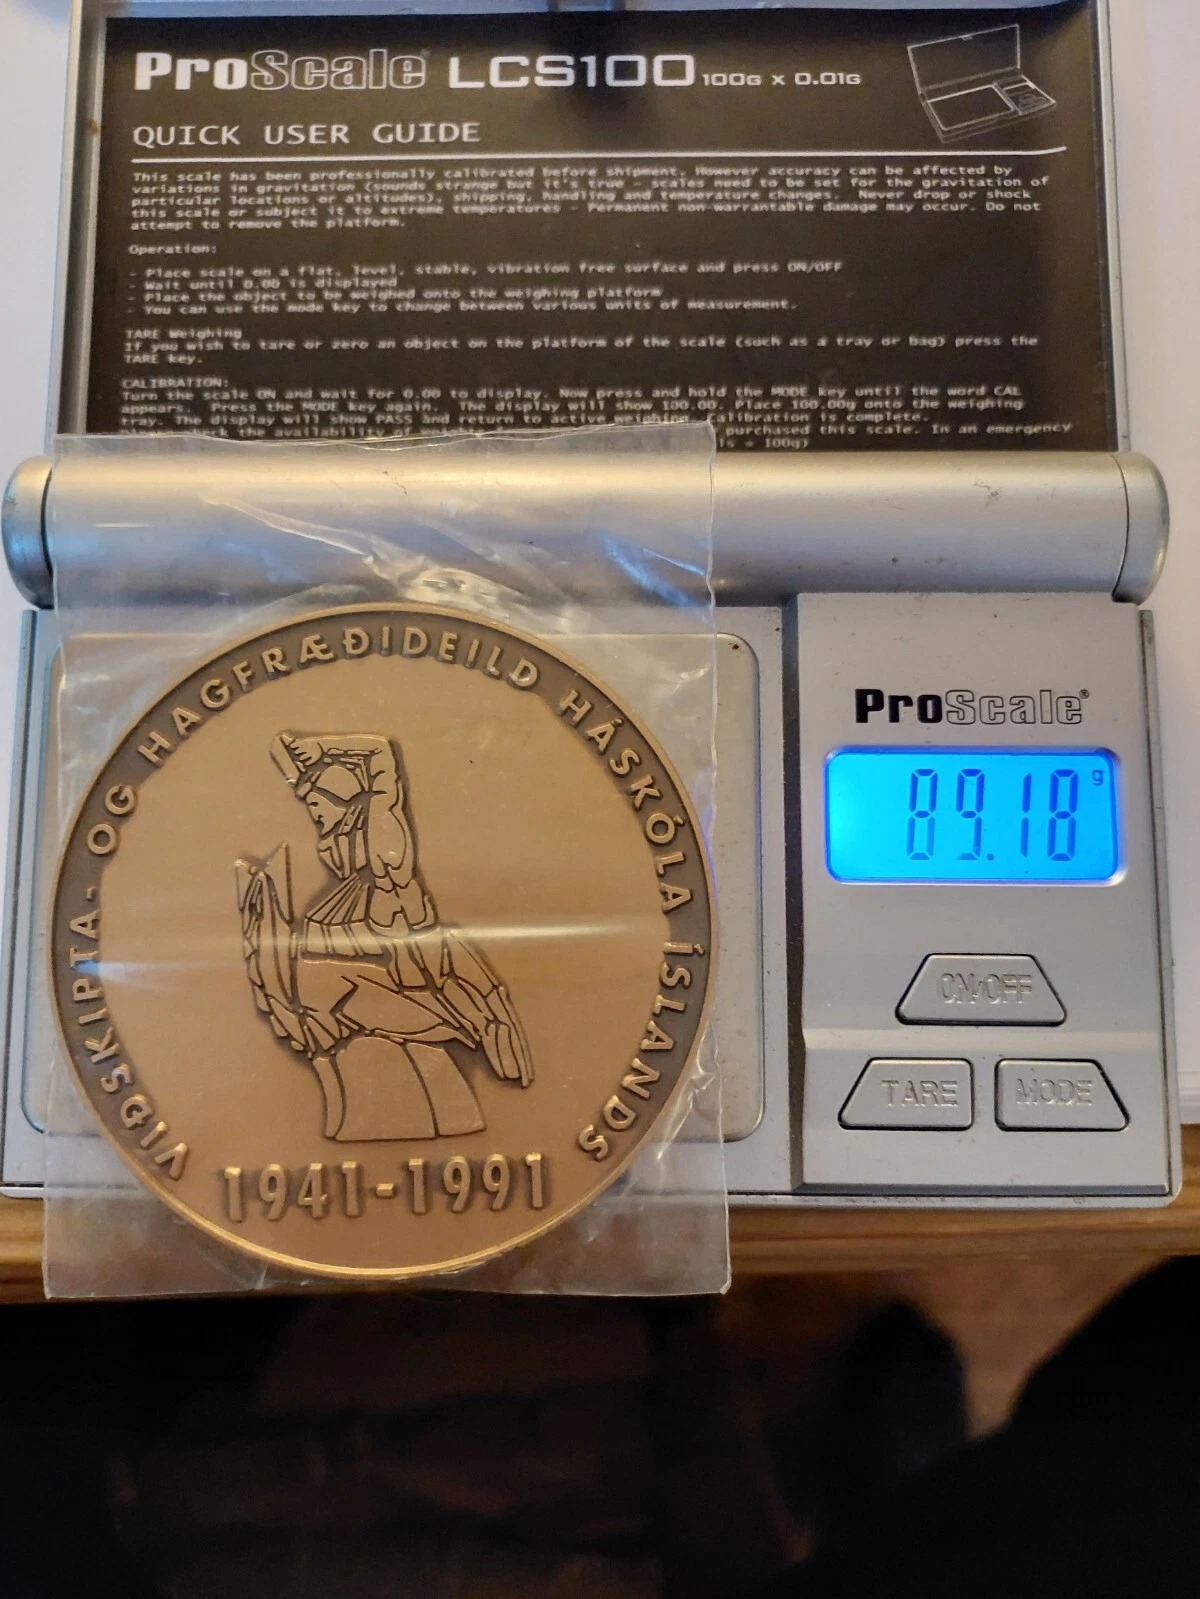 ProScale LCS100 100G x 0.01G
QUICK USER GUIDE
This scale has been professionally calibrated before shipment. However accuracy can be affected by
variations in gravitation (sounds strange but it's true - scales need to be set for the gravitation of
particular locations or altitudes), shipping, handling and temperature changes. Never drop or shock
this scale or subject it to extreme temperatures - Permanent non-warrantable damage may occur. Do not
attempt to remove the platform.
Operation:
- Place scale on a flat, level, stable, vibration free surface and press ON/OFF
- Wait until 0.00 is displayed
- Place the object to be weighed onto the weighing platform
- You can use the mode key to change between various units of measurement.
TARE Weighing
If you wish to tare or zero an object on the platform of the scale (such as a tray or bag) press the
TARE key.
CALIBRATION:
Turn the scale ON and wait for 0.00 to display. Now press and hold the MODE key until the word CAL
appears. Press the MODE key again. The display will show 100.00. Place 100.00g onto the weighing
tray. The display will show PASS and return to active weighing. Calibration is complete.
the availability of purchased this scale. In an emergency
= 100g)
VIÐSKIPTA- OG HAGFRÆÐIDEILD HÁSKÓLA ÍSLANDS
1941-1991
ProScale®
89.18 g
ON/OFF
TARE MODE